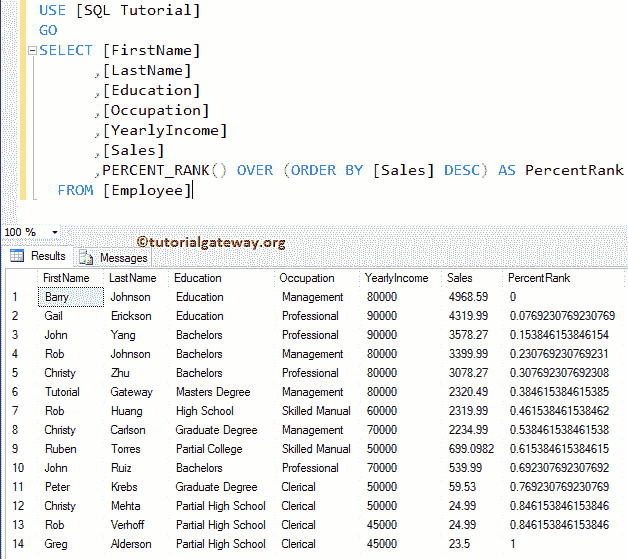 USE [SQL Tutorial]
GO
SELECT [FirstName]
,[LastName]
,[Education]
,[Occupation]
,[YearlyIncome]
,[Sales]
,PERCENT_RANK() OVER (ORDER BY [Sales] DESC) AS PercentRank
FROM [Employee]
100 %
©tutorialgateway.org
Results Messages
FirstName LastName Education Occupation YearlyIncome Sales PercentRank
1 Barry Johnson Education Management 80000 4968.59 0
2 Gail Erickson Education Professional 90000 4319.99 0.0769230769230769
3 John Yang Bachelors Professional 90000 3578.27 0.153846153846154
4 Rob Johnson Bachelors Management 80000 3399.99 0.230769230769231
5 Christy Zhu Bachelors Professional 80000 3078.27 0.307692307692308
6 Tutorial Gateway Masters Degree Management 80000 2320.49 0.384615384615385
7 Rob Huang High School Skilled Manual 60000 2319.99 0.461538461538462
8 Christy Carlson Graduate Degree Management 70000 2234.99 0.538461538461538
9 Ruben Torres Partial College Skilled Manual 50000 699.0982 0.615384615384615
10 John Ruiz Bachelors Professional 70000 539.99 0.692307692307692
11 Peter Krebs Graduate Degree Clerical 50000 59.53 0.769230769230769
12 Christy Mehta Partial High School Clerical 50000 24.99 0.846153846153846
13 Rob Verhoff Partial High School Clerical 45000 24.99 0.846153846153846
14 Greg Alderson Partial High School Clerical 45000 23.5 1